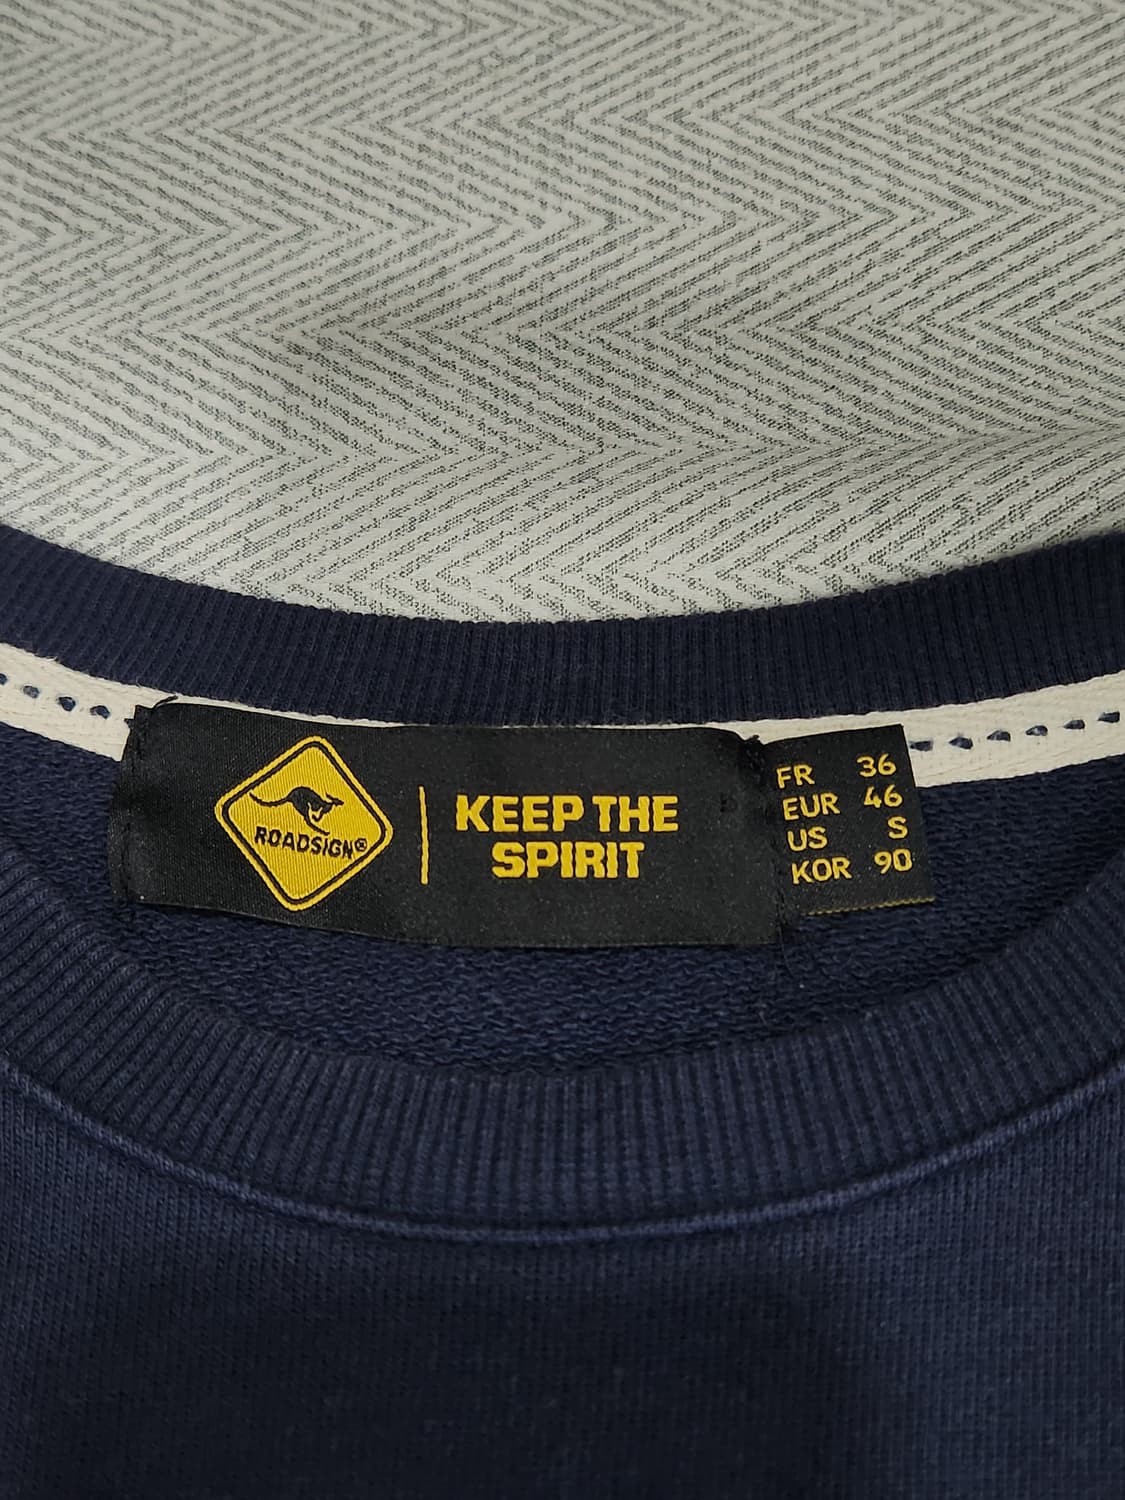 ROADSIGN®
KEEP THE
SPIRIT
FR 36
EUR 46
US S
KOR 90